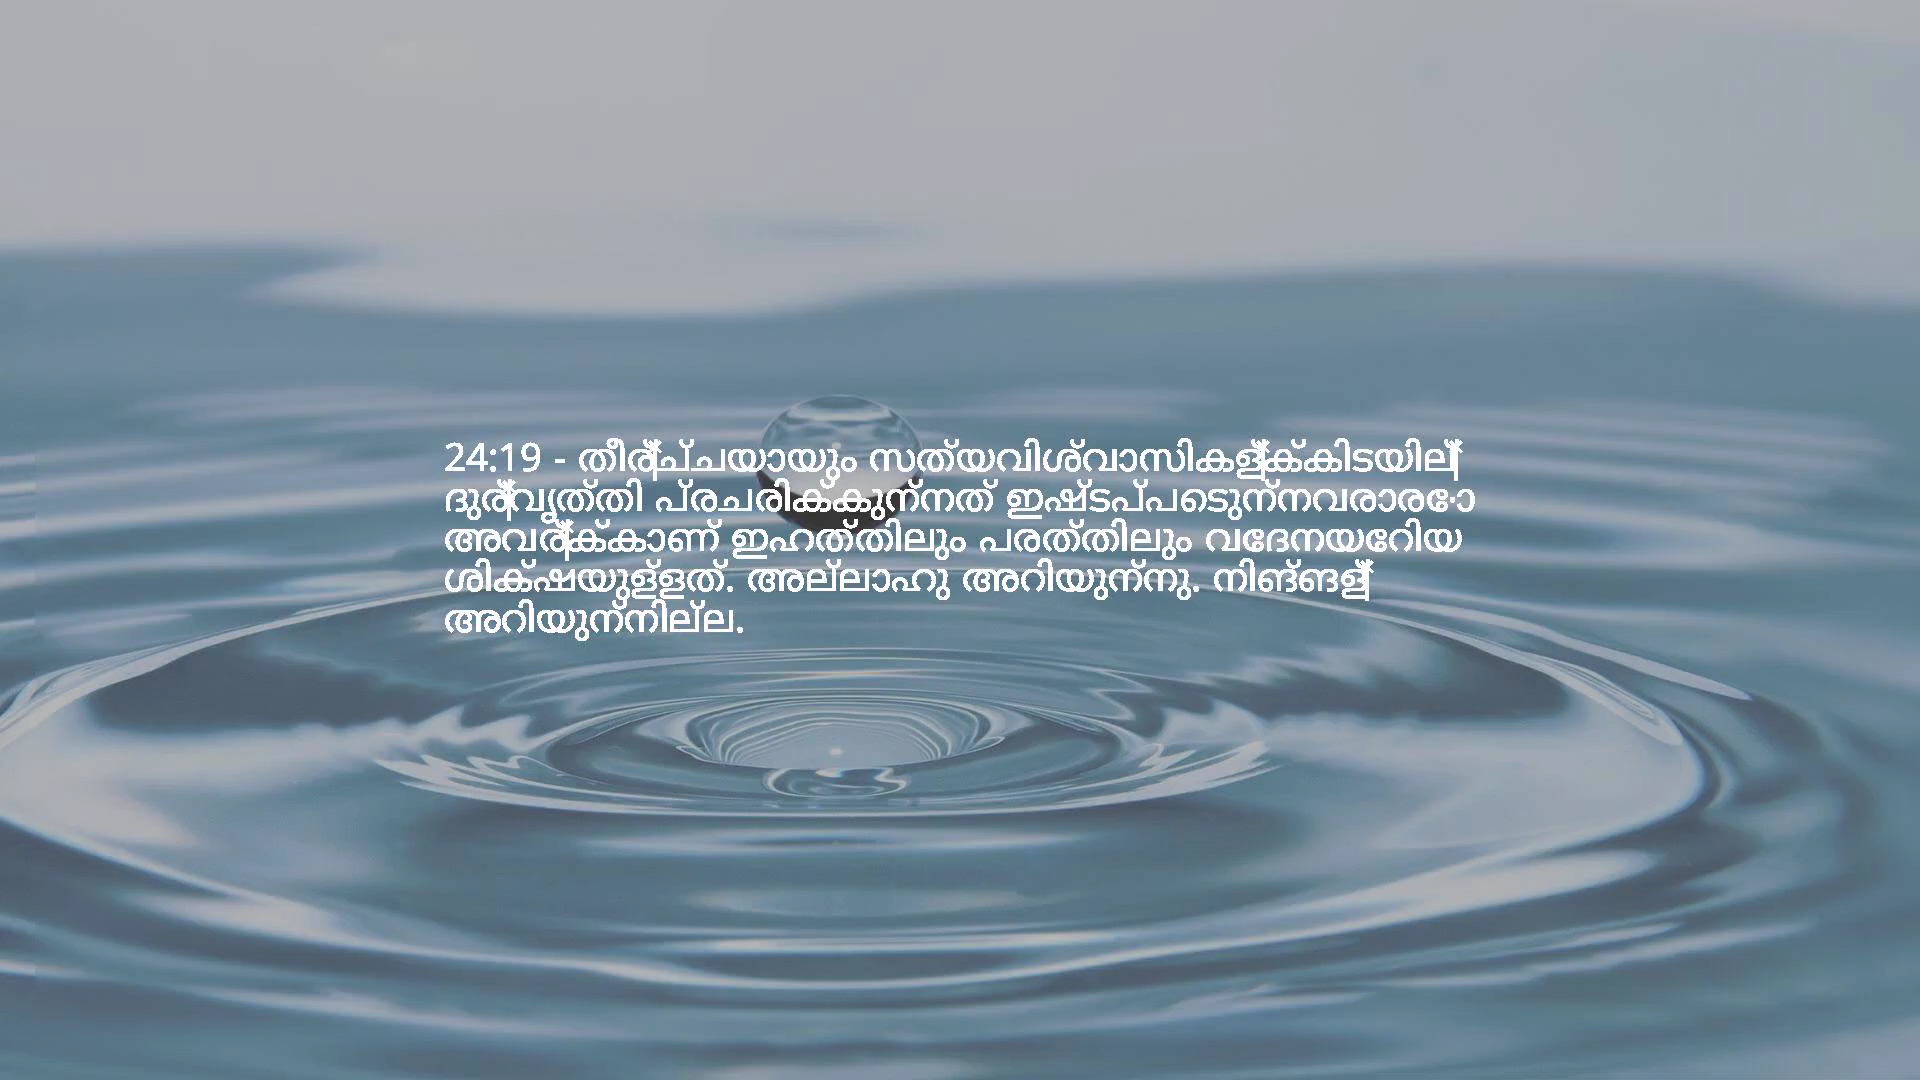 24:19 - തീര്‍ച്ചയായും സത്യവിശ്വാസികള്‍ക്കിടയില്‍
ദുര്‍വൃത്തി പ്രചരിക്കുന്നത് ഇഷ്ടപ്പടെുന്നവരാരോ
അവര്‍ക്കാണ് ഇഹത്തിലും പരത്തിലും വേദനയേറിയ
ശിക്ഷയുള്ളത്. അല്ലാഹു അറിയുന്നു. നിങ്ങള്‍
അറിയുന്നില്ല.